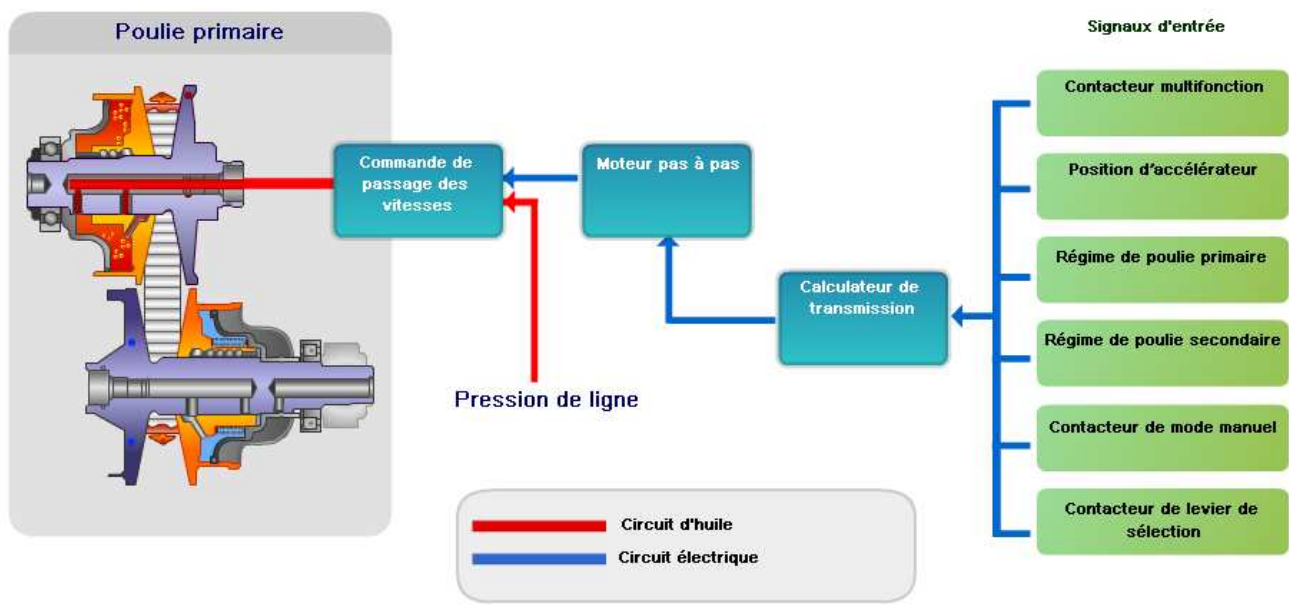 Poulie primaire
Signaux d'entrée
Contacteur multifonction
Commande de
passage des
vitesses
Moteur pas à pas
Position d'accélérateur
Régime de poulie primaire
Calculateur de
transmission
Régime de poulie secondaire
Pression de ligne
Contacteur de mode manuel
Contacteur de levier de
sélection
Circuit d'huile
Circuit électrique